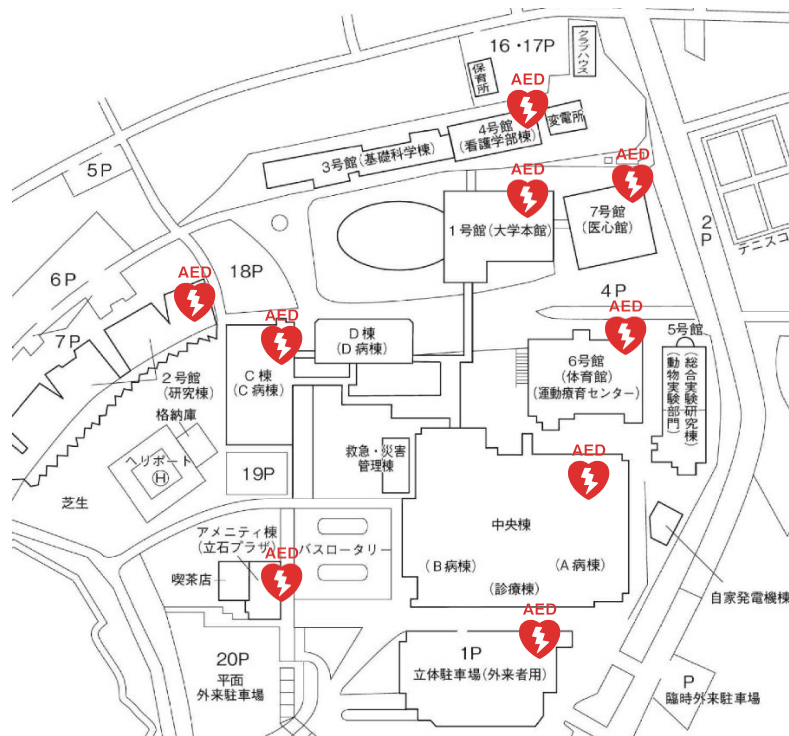 16・17P
保育所
クラブハウス
AED
4号館
(看護学部棟)
変電所
3号館(基礎科学棟)
5P
AED
AED
1号館(大学本館)
7号館
(医心館)
2P
テニスコ
6P
18P
AED
4P
7P
AED
D棟
(D病棟)
AED
5号館
(総合実験研究棟)
(動物実験部門)
2号館
(研究棟)
C棟
(C病棟)
6号館
(体育館)
(運動療育センター)
格納庫
ヘリポート
H
19P
救急・災害
管理棟
AED
芝生
中央棟
アメニティ棟
(立石プラザ)
AED
バスロータリー
喫茶店
(B病棟)
(A病棟)
(診療棟)
自家発電機棟
AED
20P
平面
外来駐車場
1P
立体駐車場(外来者用)
P
臨時外来駐車場